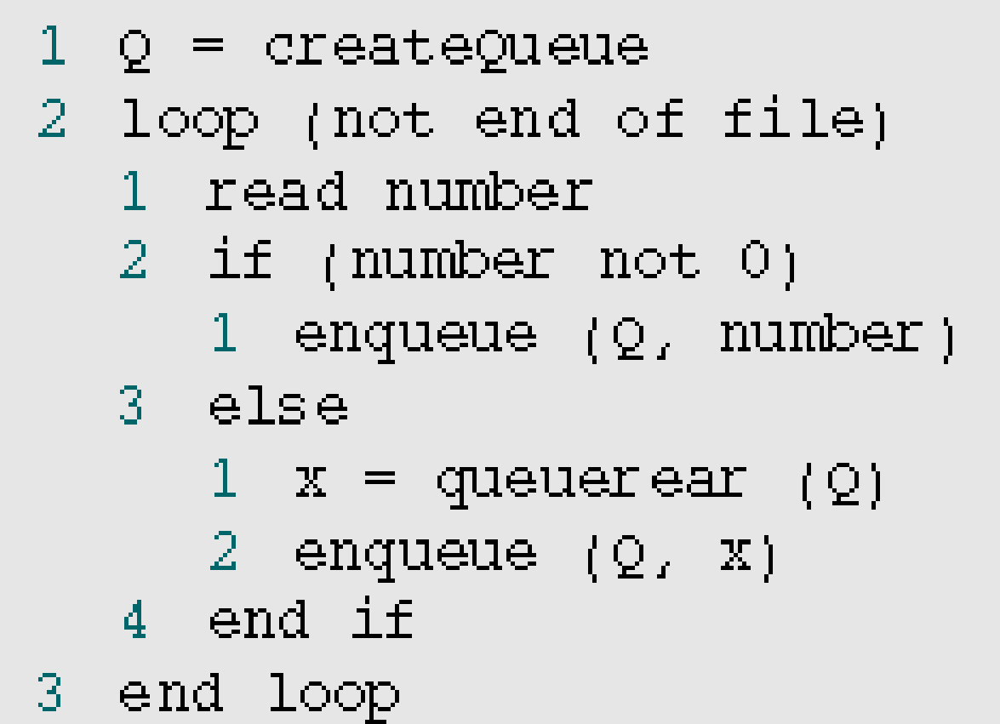 1 Q = createQueue
2 loop (not end of file)
1 read number
2 if (number not 0)
1 enqueue (Q, number)
3 else
1 x = queuerear (Q)
2 enqueue (Q, x)
4 end if
3 end loop